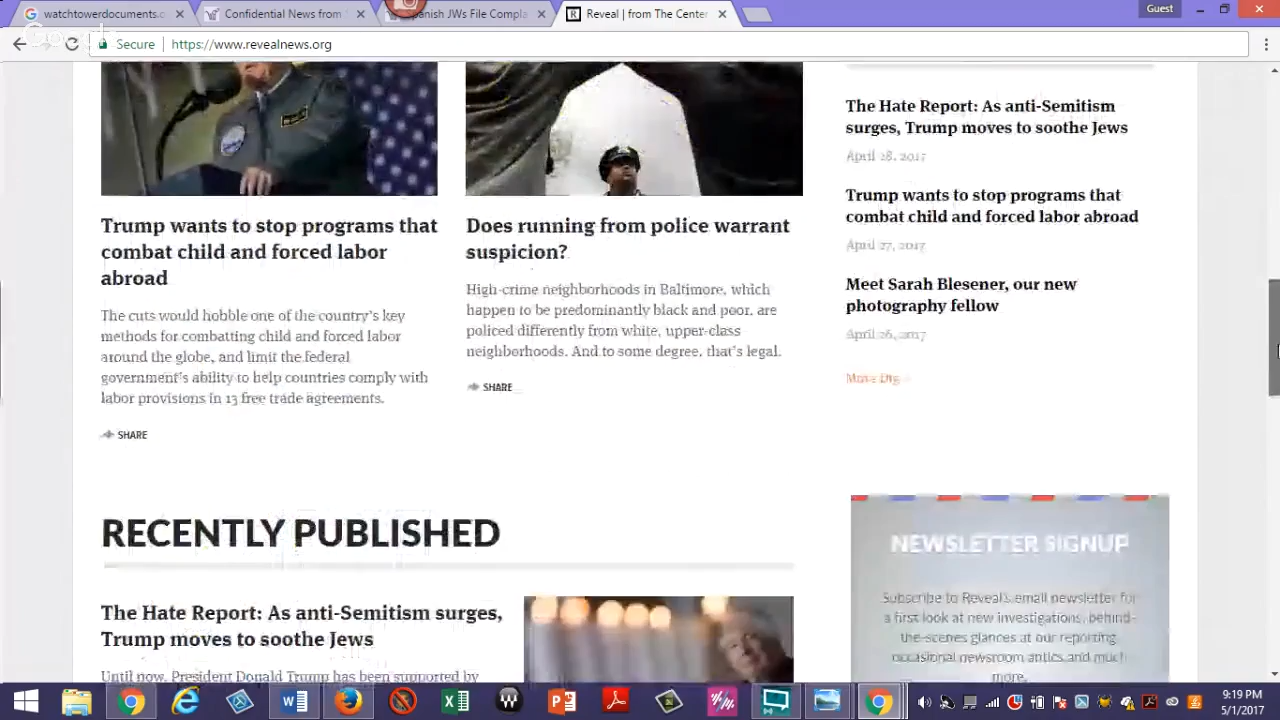 watchtowerdocuments.o
Confidential News from
anish JWs File Compla
Reveal | from The Center
Guest
Secure
https://www.revealnews.org
Trump wants to stop programs that
combat child and forced labor
abroad
The cuts would hobble one of the country's key
methods for combatting child and forced labor
around the globe, and limit the federal
government's ability to help countries comply with
labor provisions in 13 free trade agreements.
SHARE
Does running from police warrant
suspicion?
High-crime neighborhoods in Baltimore, which
happen to be predominantly black and poor, are
policed differently from white, upper-class
neighborhoods. And to some degree, that's legal.
SHARE
The Hate Report: As anti-Semitism
surges, Trump moves to soothe Jews
April 28, 2017
Trump wants to stop programs that
combat child and forced labor abroad
April 27, 2017
Meet Sarah Blesener, our new
photography fellow
April 26, 2017
More Dig
RECENTLY PUBLISHED
The Hate Report: As anti-Semitism surges,
Trump moves to soothe Jews
Until now, President Donald Trump has been supported by
NEWSLETTER SIGNUP
Subscribe to Reveal's email newsletter for
a first look at new investigations, behind-
the-scenes glances at our reporting,
occasional newsroom antics and much
more.
9:19 PM
5/1/2017